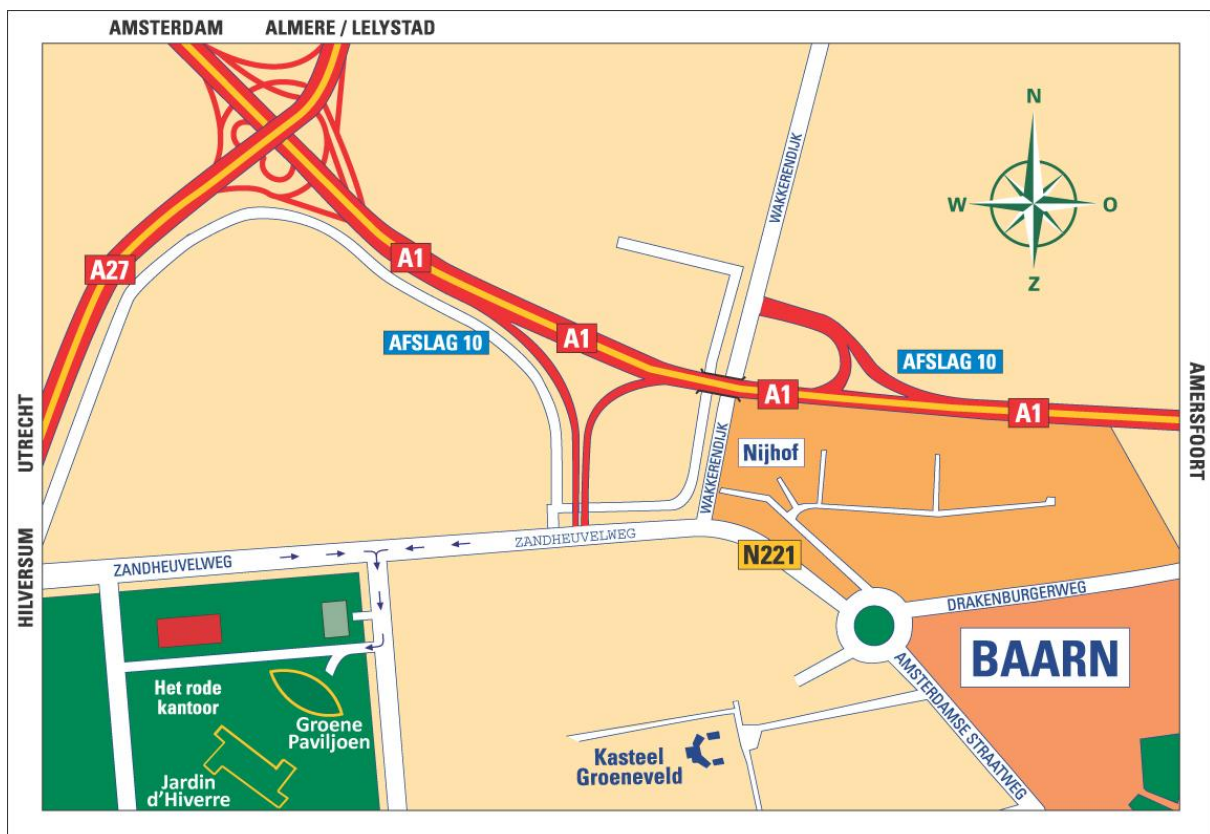 AMSTERDAM
ALMERE / LELYSTAD
N
W
O
Z
WAKKERENDIJK
A27
A1
A1
AFSLAG 10
AFSLAG 10
A1
A1
UTRECHT
AMERSFOORT
WAKKERENDIJK
Nijhof
HILVERSUM
ZANDHEUVELWEG
ZANDHEUVELWEG
N221
DRAKENBURGERWEG
BAARN
AMSTERDAMSE STRAATWEG
Het rode
kantoor
Groene
Paviljoen
Jardin
d'Hiverre
Kasteel
Groeneveld